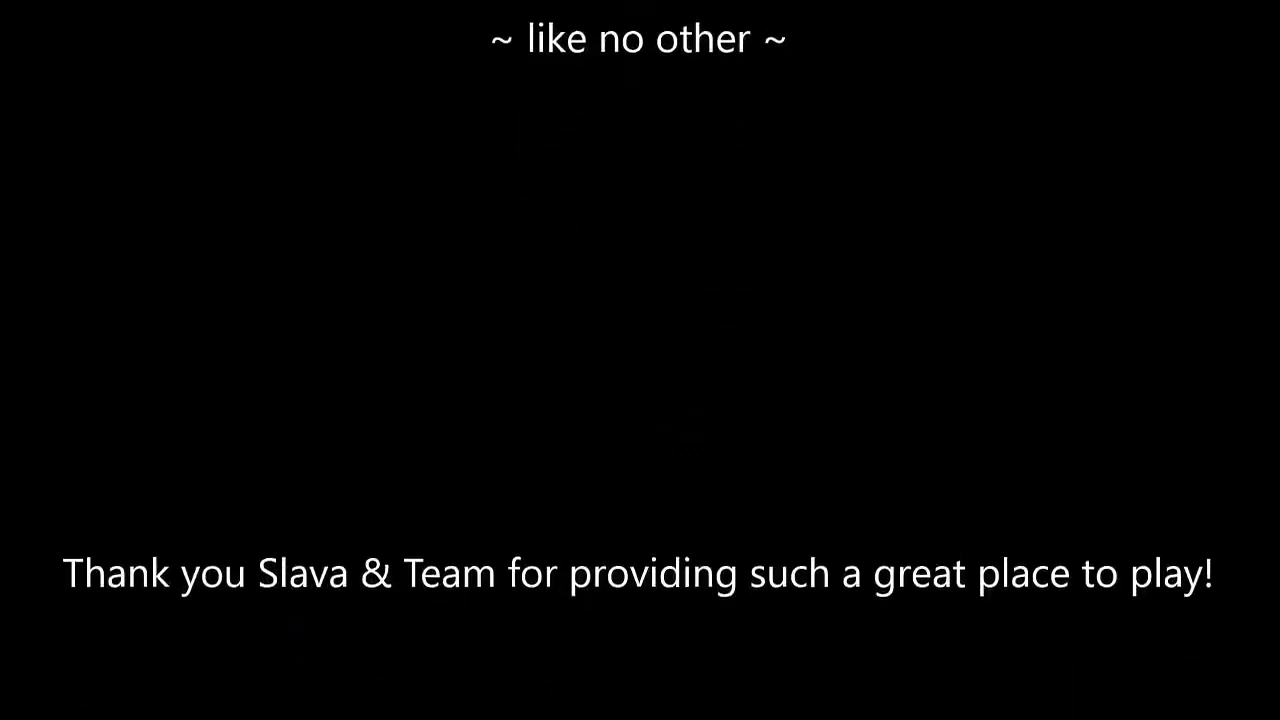 ~ like no other ~
Thank you Slava & Team for providing such a great place to play!